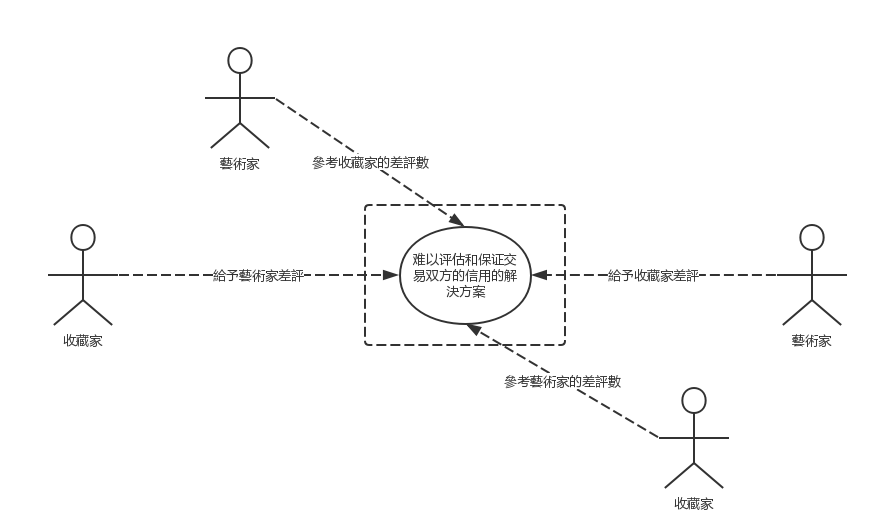 藝術家
參考收藏家的差評數
难以评估和保证交
易双方的信用的解
決方案
給予藝術家差評
給予收藏家差評
收藏家
藝術家
參考藝術家的差評數
收藏家